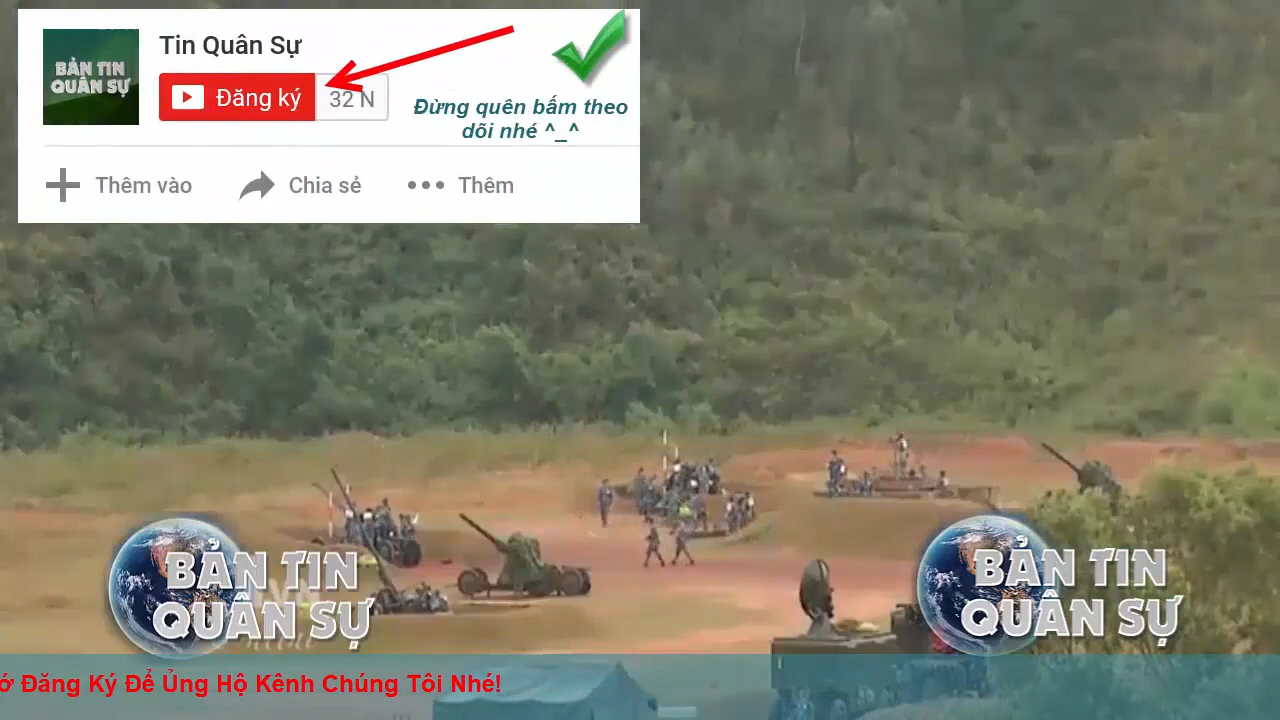 BẢN TIN
QUÂN SỰ
Tin Quân Sự
Đăng ký
32 N
Đừng quên bấm theo
dõi nhé ^_^
Thêm vào
Chia sẻ
Thêm
BẢN TIN
QUÂN SỰ
BẢN TIN
QUÂN SỰ
Đăng Ký Để Ủng Hộ Kênh Chúng Tôi Nhé!